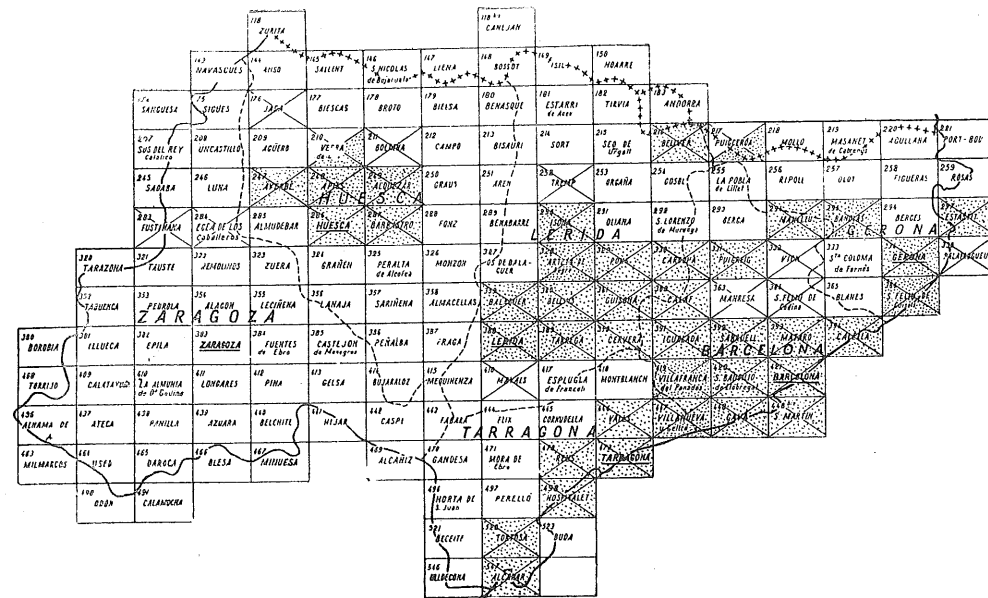 118
ZURITA
118 bis
CANEJAN
143
NAVASCUES
144
ANSO
145
SALLENT
146
S. NICOLAS
de Bujaruelo
147
LIENA
148
BOSSOT
149
ISIL
150
NOARRE
SANGUESA
175
SIGÜES
176
JACA
177
BIESCAS
178
BROTO
179
BIELSA
180
BENASQUE
181
ESTARRI
de Aneo
182
TIRVIA
183
ANDORRA
207
SOS DEL REY
Catolico
208
UNCASTILLO
209
AGÜERO
210
YEBRA
211
BOLTAÑA
212
CAMPO
213
BISAURI
214
SORT
215
SEO DE
Urgell
216
BELLVER
217
PUIGCERDA
218
MOLLO
219
MASANET
de Cabrenys
220
AGULLANA
221
PORT-BOU
245
SADABA
246
LUNA
247
AYERBE
248
APIES
249
ALQUEZAR
250
GRAUS
251
AREN
252
TREMP
253
ORGAÑA
254
GOSOL
255
LA POBLA
de Lillet
256
RIPOLL
257
OLOT
258
FIGUERAS
259
ROSAS
HUESCA
283
FUSTIÑANA
284
EGEA DE LOS
Caballeros
285
ALMUDEBAR
286
HUESCA
287
BARBASTRO
288
FONZ
289
BENABARRE
290
ISONA
291
OLIANA
292
S. LORENZO
de Morunys
293
BERGA
294
MANLLEU
295
BAÑOLAS
296
BERGES
297
ESTARTIT
LERIDA
GERONA
320
TARAZONA
321
TAUSTE
322
REMOLINOS
323
ZUERA
324
GRAÑEN
325
PERALTA
de Alcofea
326
MONZON
327
OS DE BALA-
GUER
328
ARTESA DE
Segre
329
PONS
330
CARDONA
331
PUIGREIG
332
VICH
333
Sta COLOMA
de Farnés
334
GERONA
335
PALAFRUGELL
352
TABUENCA
353
PEDROLA
354
ALAGON
355
LECIÑENA
356
LANAJA
357
SARIÑENA
358
ALMACELLAS
359
BALAGUER
360
BELLVIS
361
GUISONA
362
CALAF
363
MANRESA
364
S. FELIU DE
Codina
365
BLANES
366
S. FELIU DE
Guixols
ZARAGOZA
380
BOROBIA
381
ILLUECA
382
EPILA
383
ZARAGOZA
384
FUENTES
de Ebro
385
CASTEJON
de Monegros
386
PEÑALBA
387
FRAGA
388
LERIDA
389
TARREGA
390
CERVERA
391
IGUALADA
392
SABADELL
393
MATARO
394
CALELLA
BARCELONA
408
TORRIJO
409
CALATAYUD
410
LA ALMUNIA
de Dª Godina
411
LONGARES
412
PINA
413
GELSA
414
BUJARALOZ
415
MEQUINENZA
416
MAYALS
417
ESPLUGLA
de Francoli
418
MONTBLANCH
419
VILLAFRANCA
del Panadés
420
S. BAUDILIO
de Llobregat
421
BARCELONA
436
ALHAMA DE
A
437
ATECA
438
PANILLA
439
AZUARA
440
BELCHITE
441
HIJAR
442
CASPE
443
FABARA
444
FLIX
445
CORNUDELLA
446
VALLS
447
VILLANUEVA
y Geltrú
448
GAVA
448 bis
S. MARTIN
TARRAGONA
463
MILMARCOS
464
USED
465
DAROCA
466
BLESA
467
MUNIESA
469
ALCAÑIZ
470
GANDESA
471
MORA DE
Ebro
472
REUS
473
TARRAGONA
490
ODON
491
CALAMOCHA
496
HORTA DE
S. Juan
497
PERELLÓ
498
HOSPITALET
521
BECEITE
522
TORTOSA
523
BUDA
546
ULLDECONA
547
ALCANAR